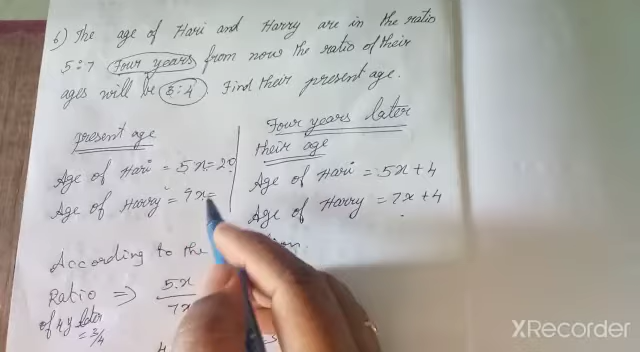 6) The age of Hari and Harry are in the ratio
5:7 Four years from now the ratio of their
ages will be 3:4. Find their present age.
present age
Age of Hari = 5x = 20
Age of Harry = 7x =
Four years later
their age
Age of Hari = 5x + 4
Age of Harry = 7x + 4
According to the
Ratio ⇒ 5x
7x
of 4 y later
= 3/4
4
XRecorder